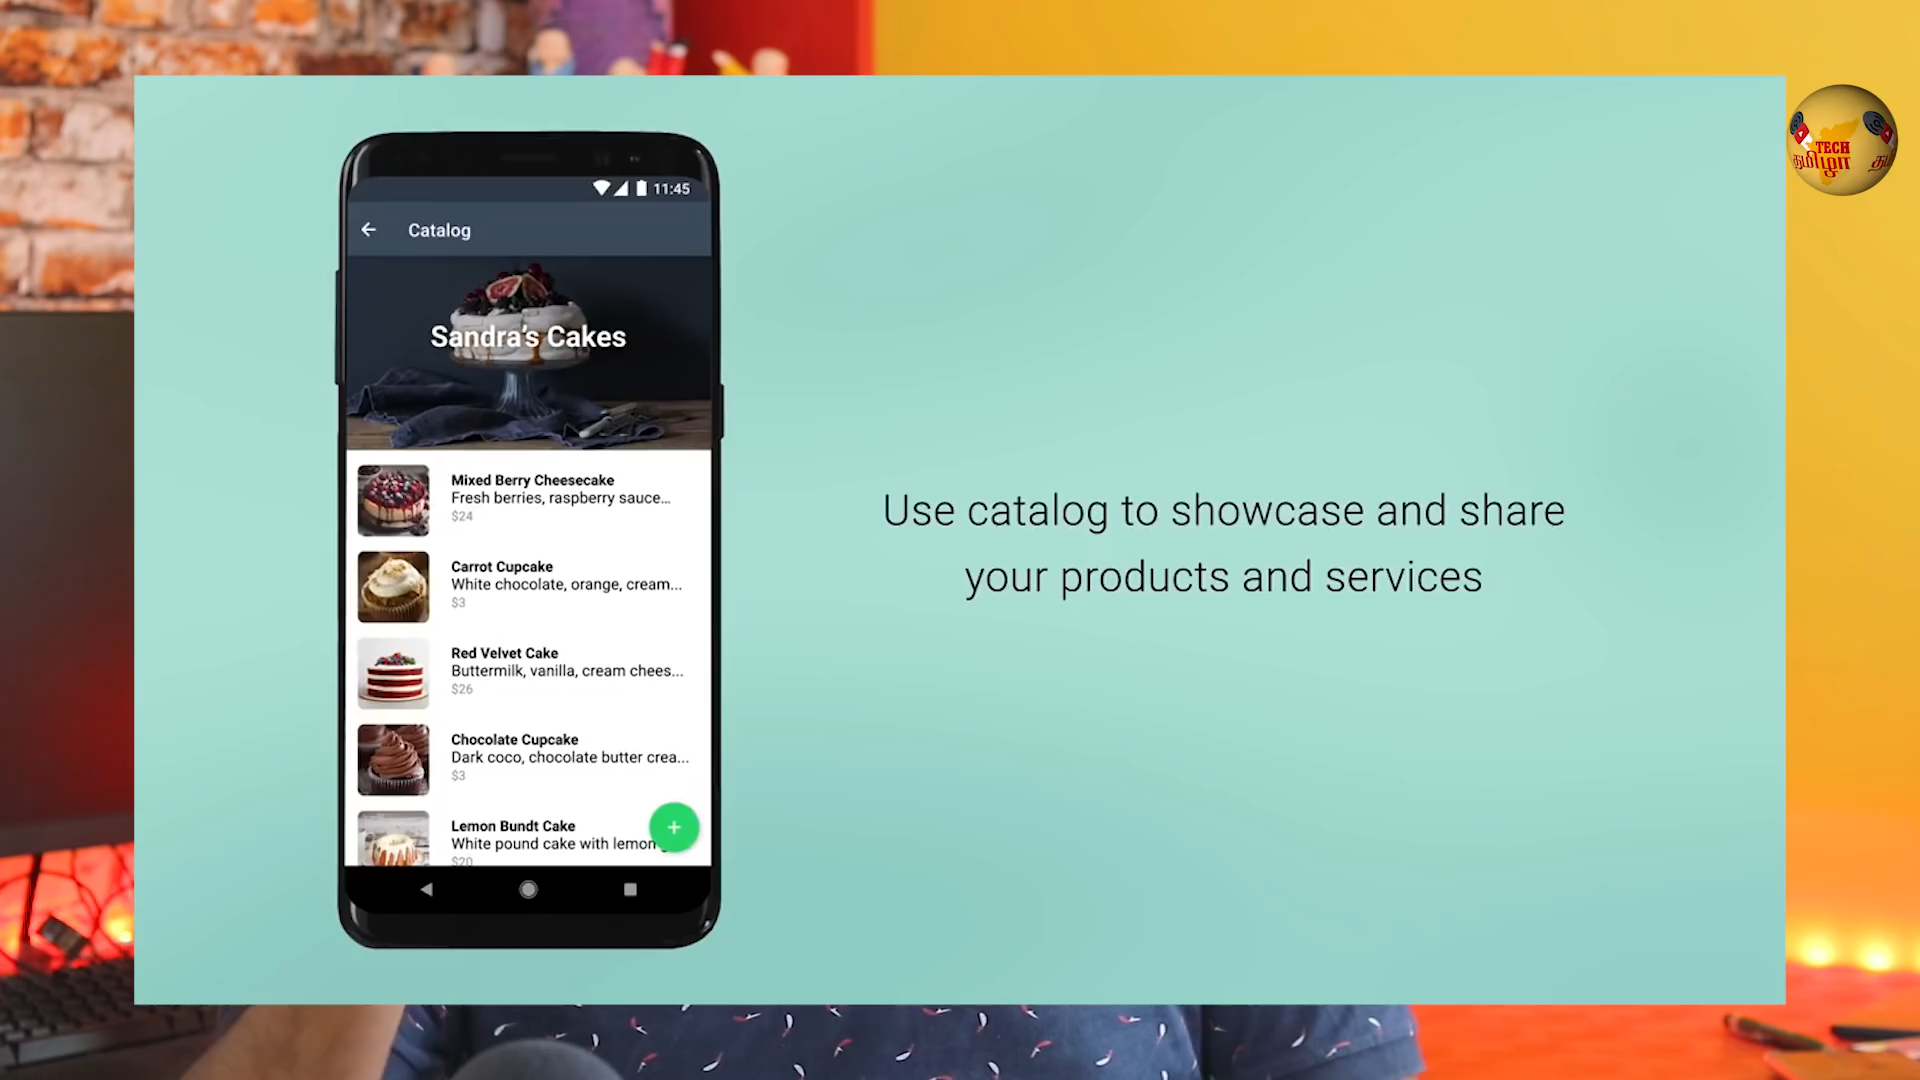 11:45
Catalog
Sandra's Cakes
Mixed Berry Cheesecake
Fresh berries, raspberry sauce...
$24
Carrot Cupcake
White chocolate, orange, cream...
$3
Red Velvet Cake
Buttermilk, vanilla, cream chees...
$26
Chocolate Cupcake
Dark coco, chocolate butter crea...
$3
Lemon Bundt Cake
White pound cake with lemon
$20
Use catalog to showcase and share
your products and services
TECH
தமிழா